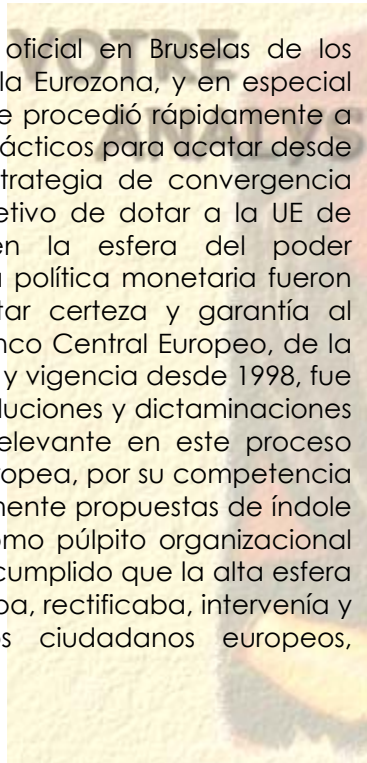 VOTRE
ANALYS
oficial en Bruselas de los
la Eurozona, y en especial
e procedió rápidamente a
ácticos para acatar desde
trategia de convergencia
etivo de dotar a la UE de
en la esfera del poder
política monetaria fueron
tar certeza y garantía al
nco Central Europeo, de la
y vigencia desde 1998, fue
luciones y dictaminaciones
elevante en este proceso
ropea, por su competencia
mente propuestas de índole
omo púlpito organizacional
cumplido que la alta esfera
ba, rectificaba, intervenía y
s ciudadanos europeos,